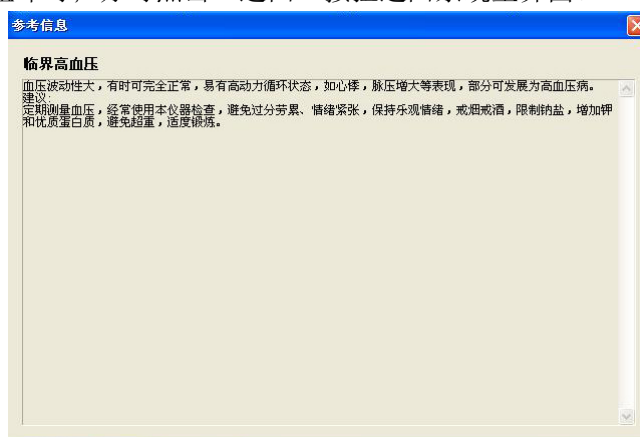 参考信息
临界高血压
血压波动性大，有时可完全正常，易有高动力循环状态，如心悸，脉压增大等表现，部分可发展为高血压病。
建议:
定期测量血压，经常使用本仪器检查，避免过分劳累、情绪紧张，保持乐观情绪，戒烟戒酒，限制钠盐，增加钾
和优质蛋白质，避免超重，适度锻炼。